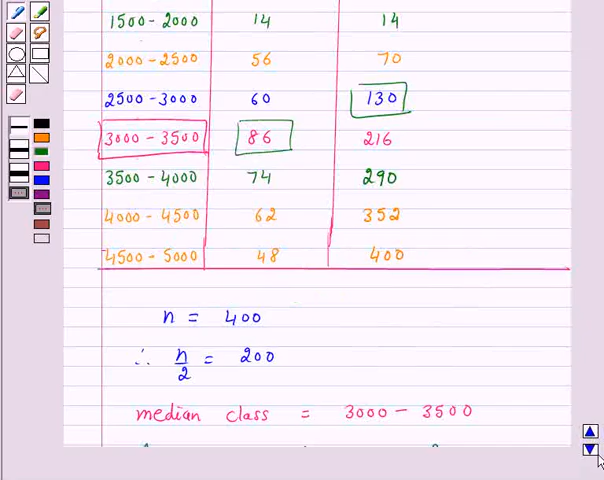 1500-2000 14 14
2000-2500 56 70
2500-3000 60 130
3000-3500 86 216
3500-4000 74 290
4000-4500 62 352
4500-5000 48 400
n = 400
∴ n/2 = 200
median class = 3000-3500